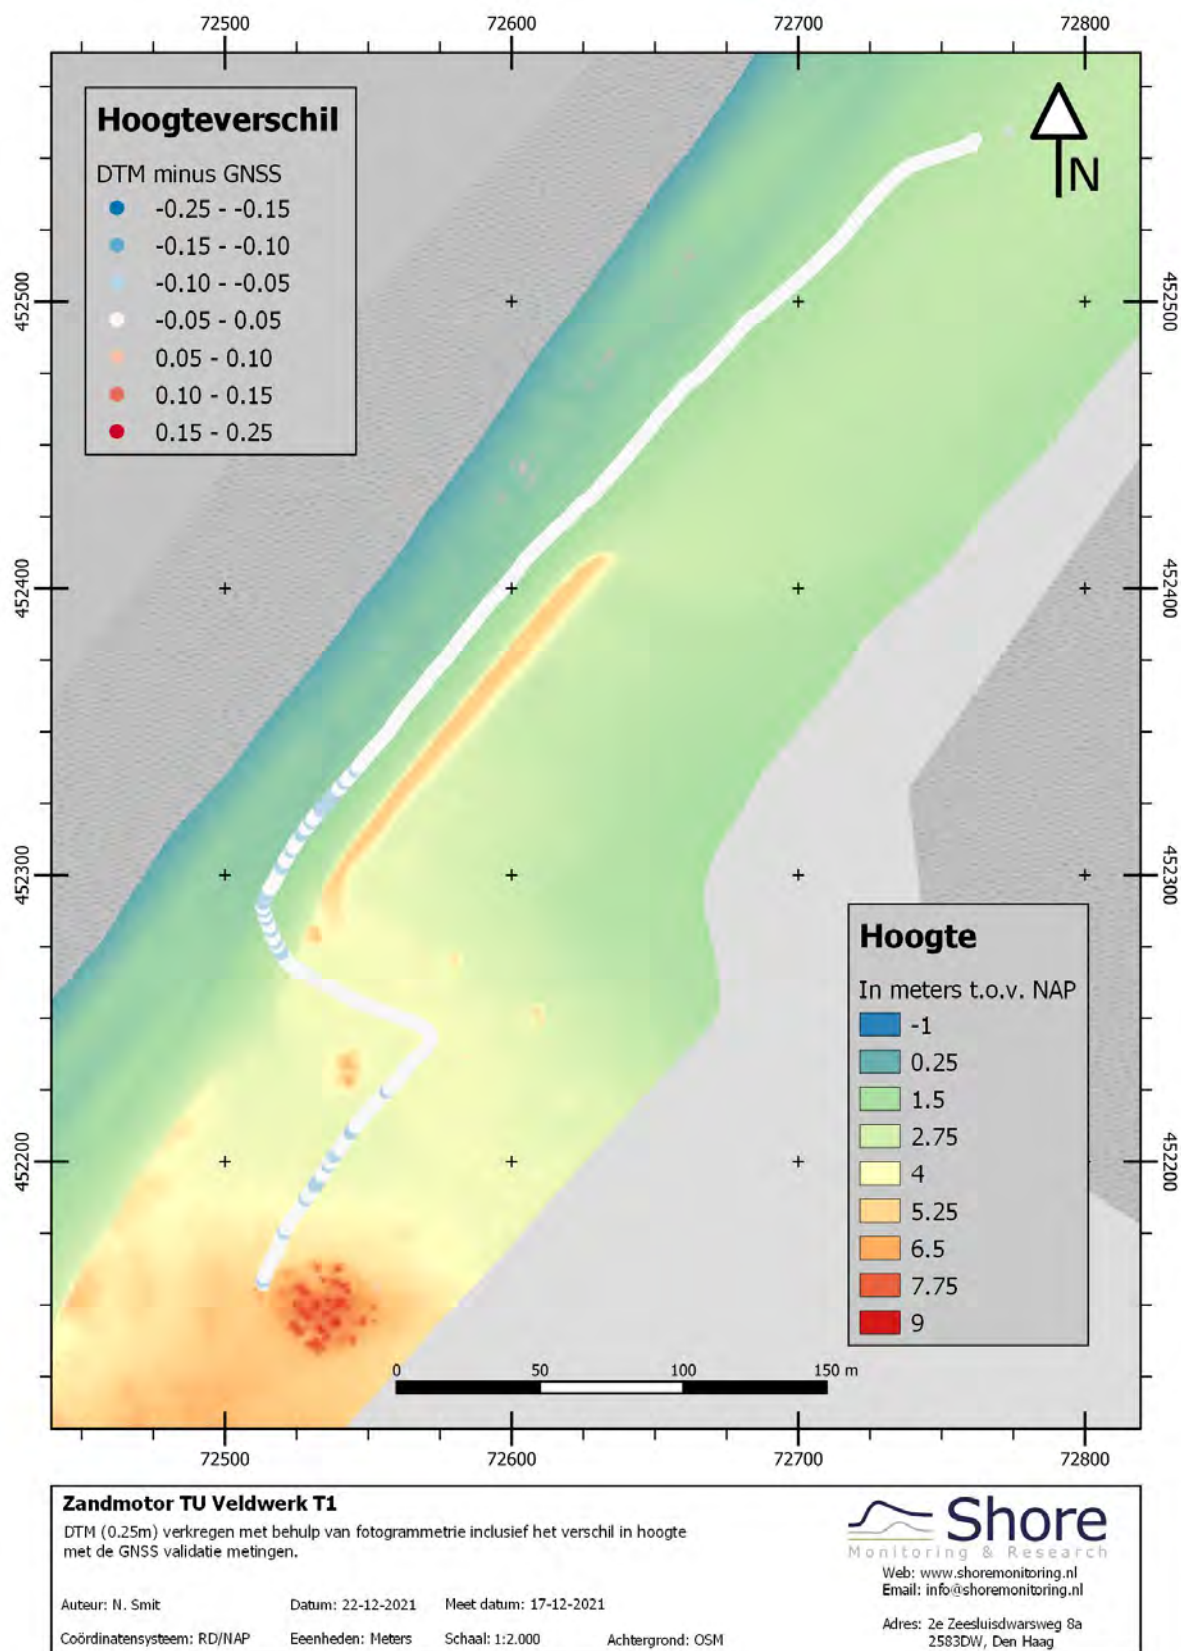 72500 72600 72700 72800
Hoogteverschil
DTM minus GNSS
-0.25 - -0.15
-0.15 - -0.10
-0.10 - -0.05
-0.05 - 0.05
0.05 - 0.10
0.10 - 0.15
0.15 - 0.25
N
452500 452500
452400 452400
452300 452300
452200 452200
Hoogte
In meters t.o.v. NAP
-1
0.25
1.5
2.75
4
5.25
6.5
7.75
9
0 50 100 150 m
72500 72600 72700 72800
Zandmotor TU Veldwerk T1
DTM (0.25m) verkregen met behulp van fotogrammetrie inclusief het verschil in hoogte
met de GNSS validatie metingen.
Auteur: N. Smit Datum: 22-12-2021 Meet datum: 17-12-2021
Coördinatensysteem: RD/NAP Eeenheden: Meters Schaal: 1:2.000 Achtergrond: OSM
Shore
Monitoring & Research
Web: www.shoremonitoring.nl
Email: info@shoremonitoring.nl
Adres: 2e Zeesluisdwarsweg 8a
2583DW, Den Haag